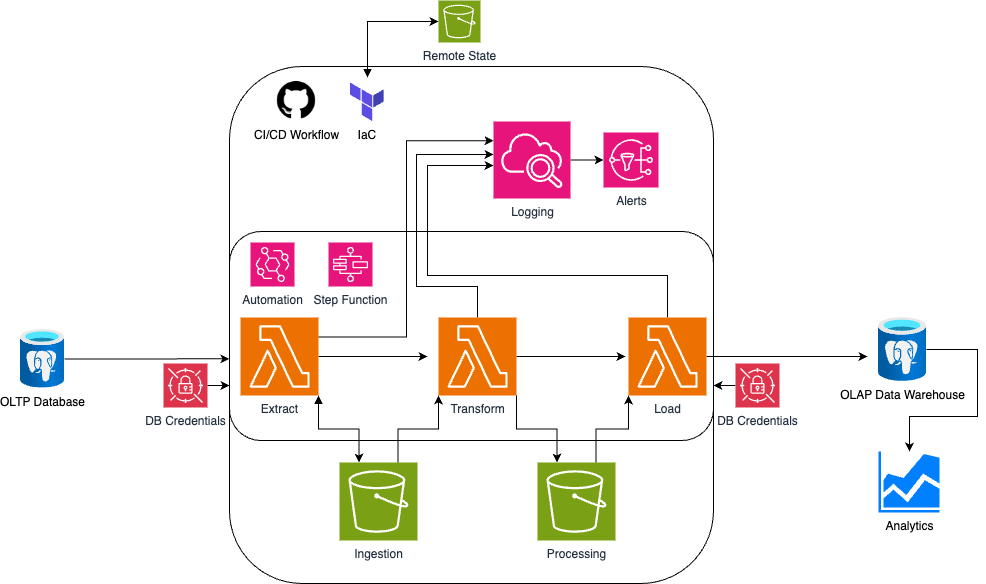 Remote State
CI/CD Workflow
IaC
Logging
Alerts
Automation
Step Function
OLTP Database
DB Credentials
Extract
Transform
Load
DB Credentials
OLAP Data Warehouse
Ingestion
Processing
Analytics